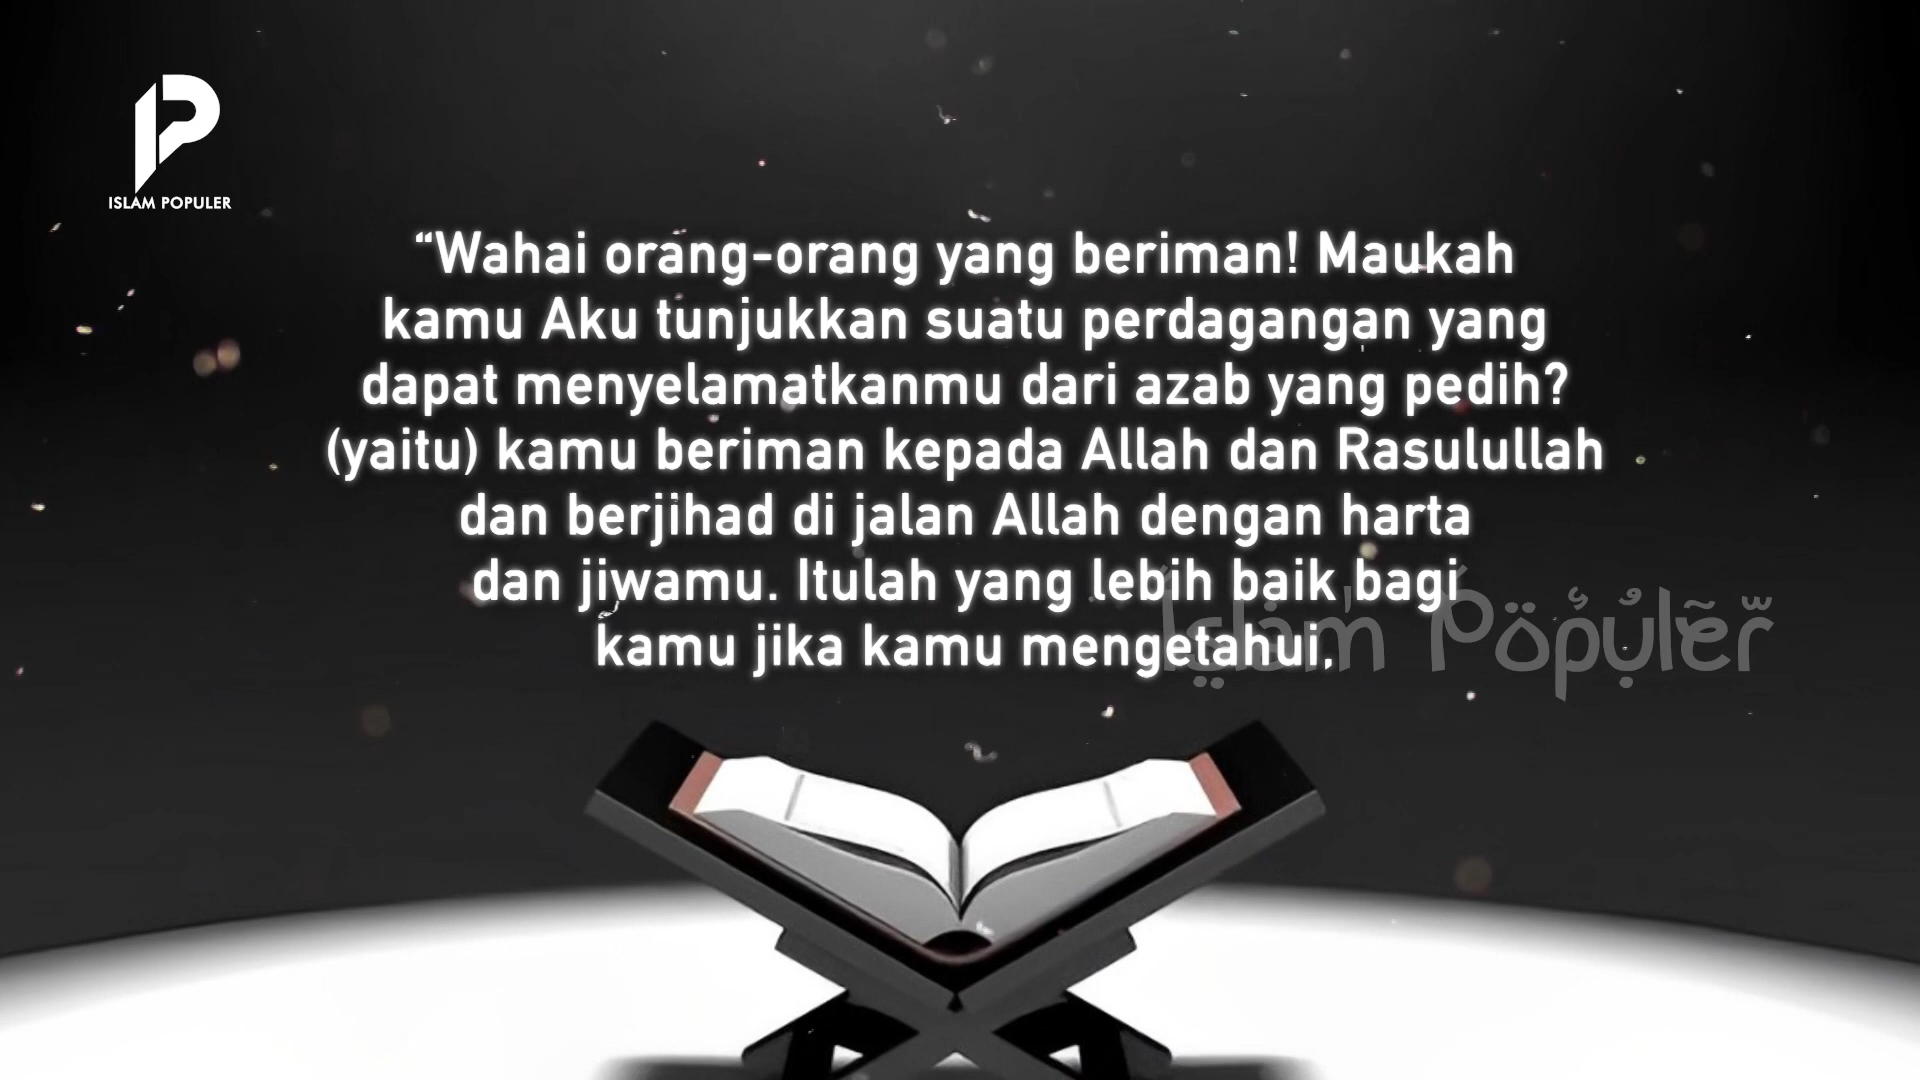 ISLAM POPULER
“Wahai orang-orang yang beriman! Maukah
kamu Aku tunjukkan suatu perdagangan yang
dapat menyelamatkanmu dari azab yang pedih?
(yaitu) kamu beriman kepada Allah dan Rasulullah
dan berjihad di jalan Allah dengan harta
dan jiwamu. Itulah yang lebih baik bagi
kamu jika kamu mengetahui,
Islam Populer